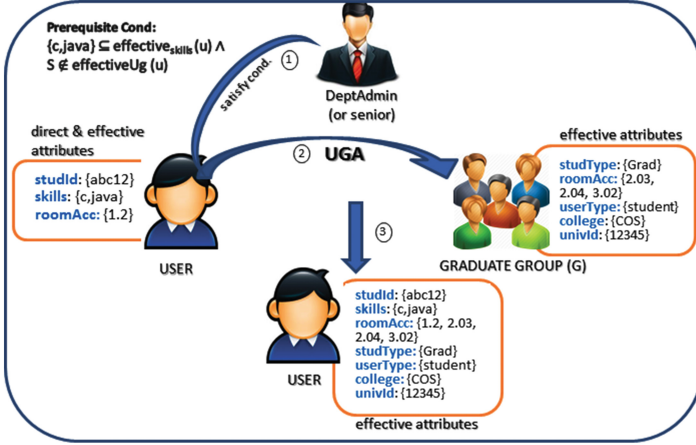 Prerequisite Cond:
{c,java} ⊆ effective_skills (u) ∧
S ∉ effectiveUg (u)
satisfy cond.
1
DeptAdmin
(or senior)
direct & effective
attributes
studId: {abc12}
skills: {c,java}
roomAcc: {1.2}
USER
2
UGA
effective attributes
studType: {Grad}
roomAcc: {2.03,
2.04, 3.02}
userType: {student}
college: {COS}
univId: {12345}
GRADUATE GROUP (G)
3
USER
studId: {abc12}
skills: {c,java}
roomAcc: {1.2, 2.03,
2.04, 3.02}
studType: {Grad}
userType: {student}
college: {COS}
univId: {12345}
effective attributes